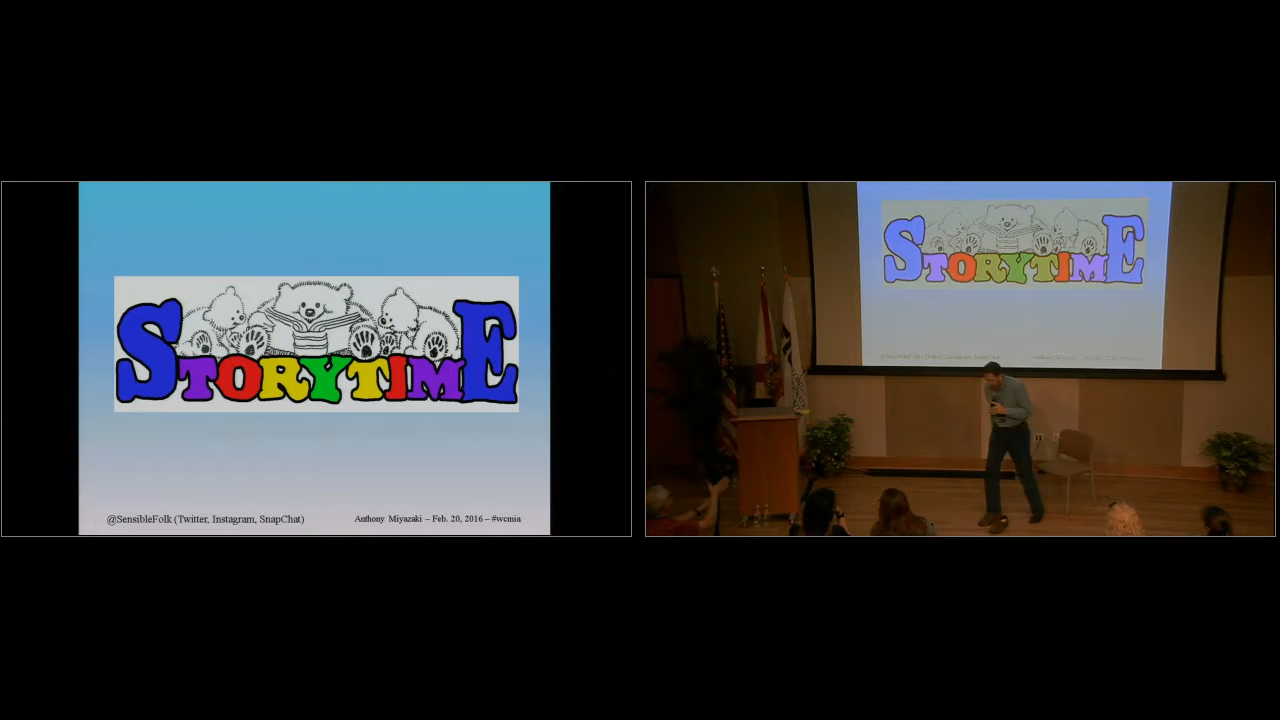 STORYTIME
@SensibleFolk (Twitter, Instagram, SnapChat)
Anthony Miyazaki – Feb. 20, 2016 – #wcmia
STORYTIME